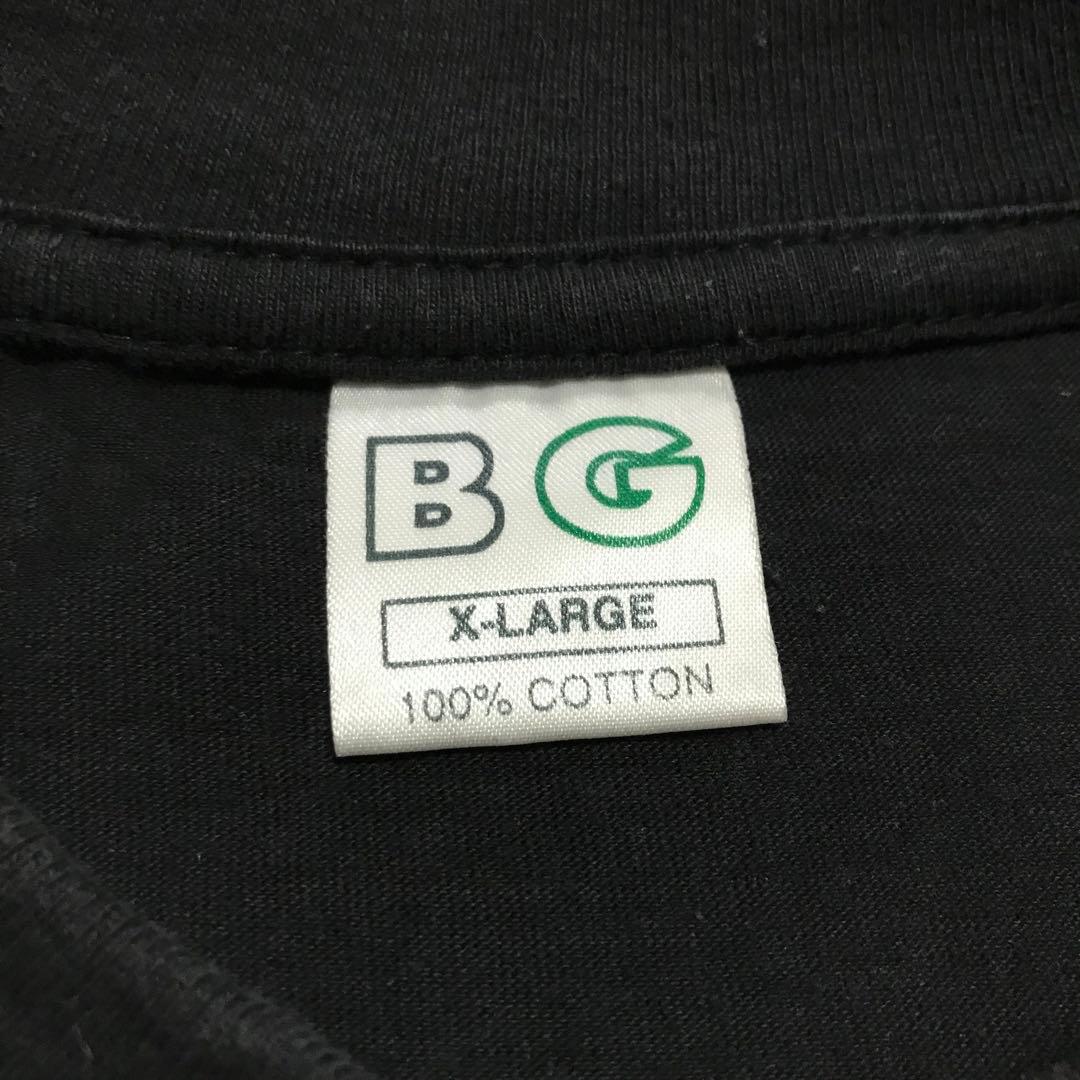 BG
X-LARGE
100% COTTON